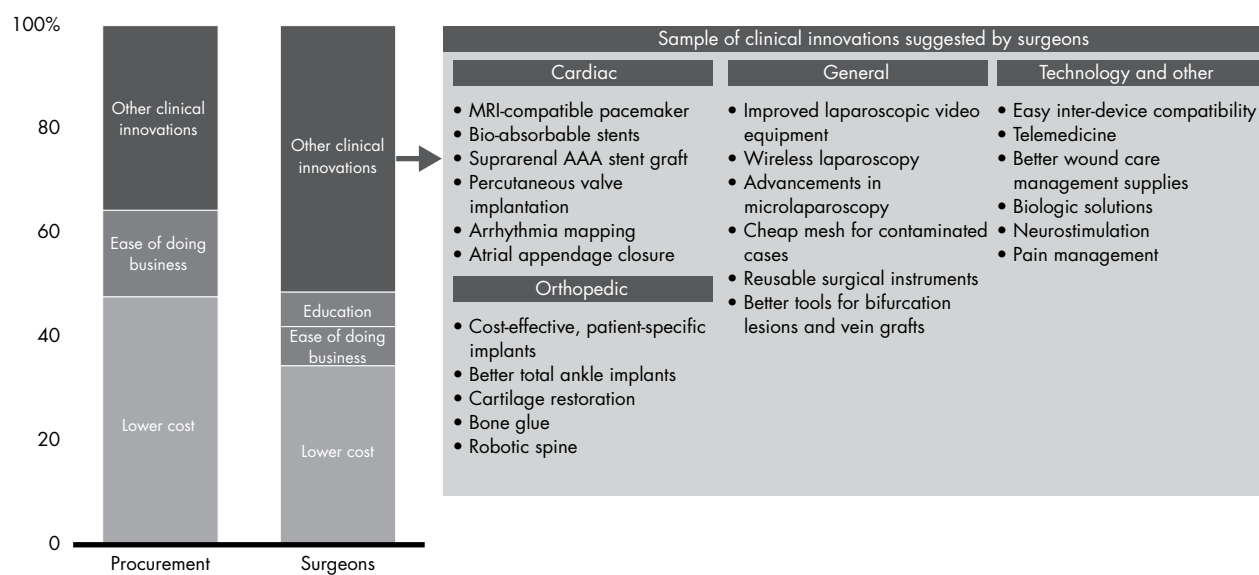 100%
80
60
40
20
0
Other clinical
innovations
Ease of doing
business
Lower cost
Procurement
Other clinical
innovations
Education
Ease of doing
business
Lower cost
Surgeons
Sample of clinical innovations suggested by surgeons
Cardiac
• MRI-compatible pacemaker
• Bio-absorbable stents
• Suprarenal AAA stent graft
• Percutaneous valve
implantation
• Arrhythmia mapping
• Atrial appendage closure
Orthopedic
• Cost-effective, patient-specific
implants
• Better total ankle implants
• Cartilage restoration
• Bone glue
• Robotic spine
General
• Improved laparoscopic video
equipment
• Wireless laparoscopy
• Advancements in
microlaparoscopy
• Cheap mesh for contaminated
cases
• Reusable surgical instruments
• Better tools for bifurcation
lesions and vein grafts
Technology and other
• Easy inter-device compatibility
• Telemedicine
• Better wound care
management supplies
• Biologic solutions
• Neurostimulation
• Pain management